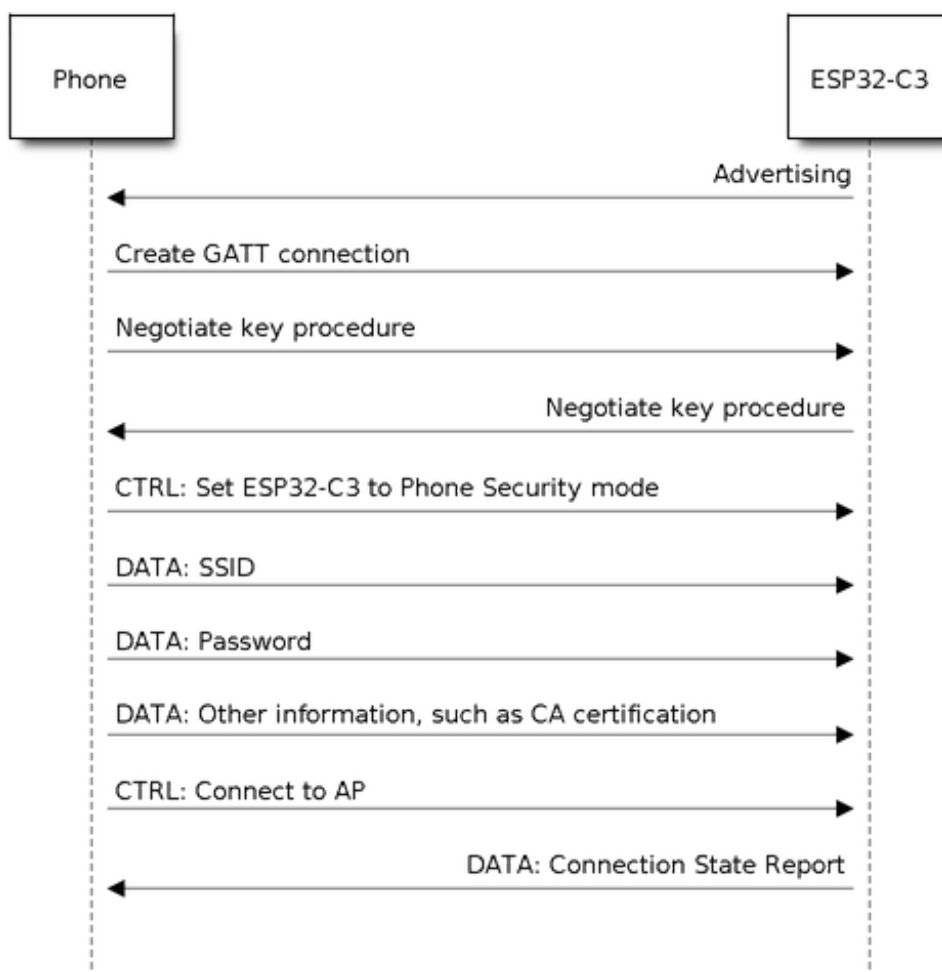 Phone
ESP32-C3
Advertising
Create GATT connection
Negotiate key procedure
Negotiate key procedure
CTRL: Set ESP32-C3 to Phone Security mode
DATA: SSID
DATA: Password
DATA: Other information, such as CA certification
CTRL: Connect to AP
DATA: Connection State Report